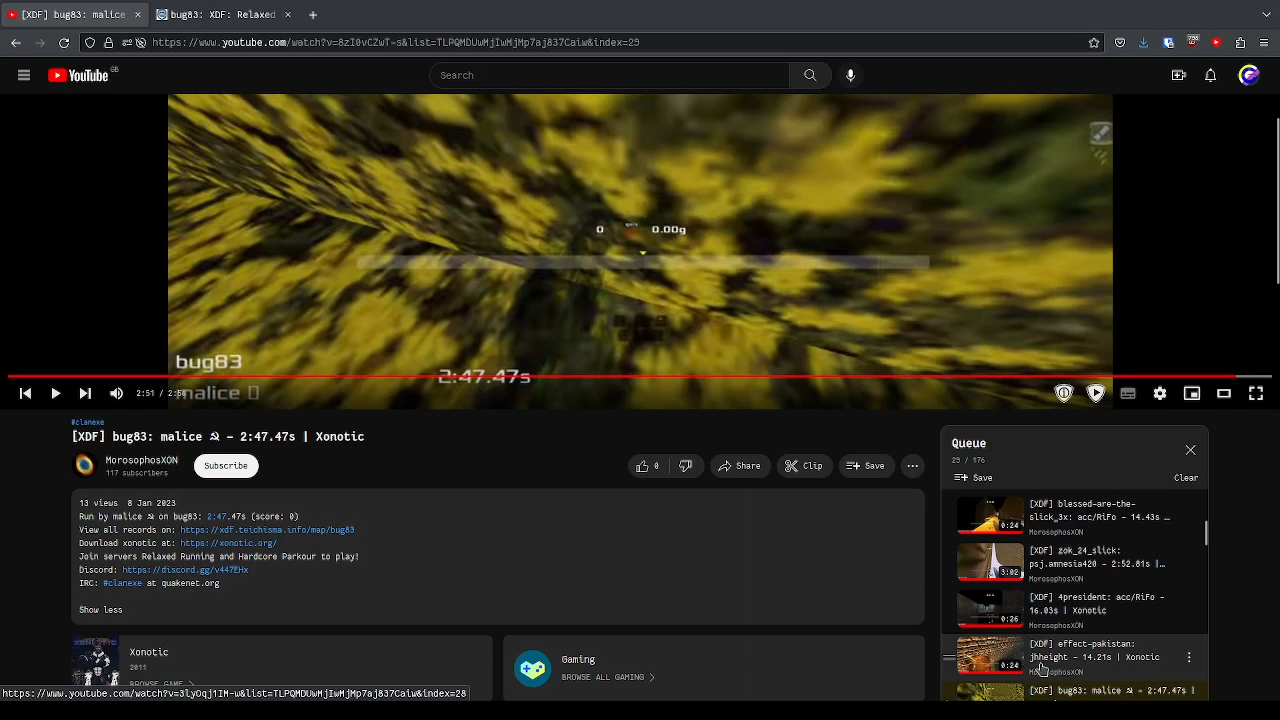 [XDF] bug83: malice
bug83: XDF: Relaxed
https://www.youtube.com/watch?v=8zI0vCZwT-s&list=TLPQMDUwMjIwMjMp7aj837Caiw&index=29
YouTube GB
Search
0 0.00g
bug83
2:47.47s
malice
2:51 / 2:56
#clanexe
[XDF] bug83: malice ☭ - 2:47.47s | Xonotic
MorosophosXON
117 subscribers
Subscribe
0
Share
Clip
Save
13 views 8 Jan 2023
Run by malice ☭ on bug83: 2:47.47s (score: 0)
View all records on: https://xdf.teichisma.info/map/bug83
Download xonotic at: https://xonotic.org/
Join servers Relaxed Running and Hardcore Parkour to play!
Discord: https://discord.gg/v447EHx
IRC: #clanexe at quakenet.org
Show less
Xonotic
2011
BROWSE GAME
Gaming
BROWSE ALL GAMING
Queue
29 / 176
Save
Clear
0:24
[XDF] blessed-are-the-
slick_3x: acc/RiFo - 14.43s …
MorosophosXON
3:02
[XDF] zok_24_slick:
psj.amnesia420 - 2:52.81s |…
MorosophosXON
0:26
[XDF] 4president: acc/RiFo -
16.03s | Xonotic
MorosophosXON
0:24
[XDF] effect-pakistan:
jhheight - 14.21s | Xonotic
MorosophosXON
[XDF] bug83: malice ☭ - 2:47.47s |
https://www.youtube.com/watch?v=3lyOqj1IM-w&list=TLPQMDUwMjIwMjMp7aj837Caiw&index=28